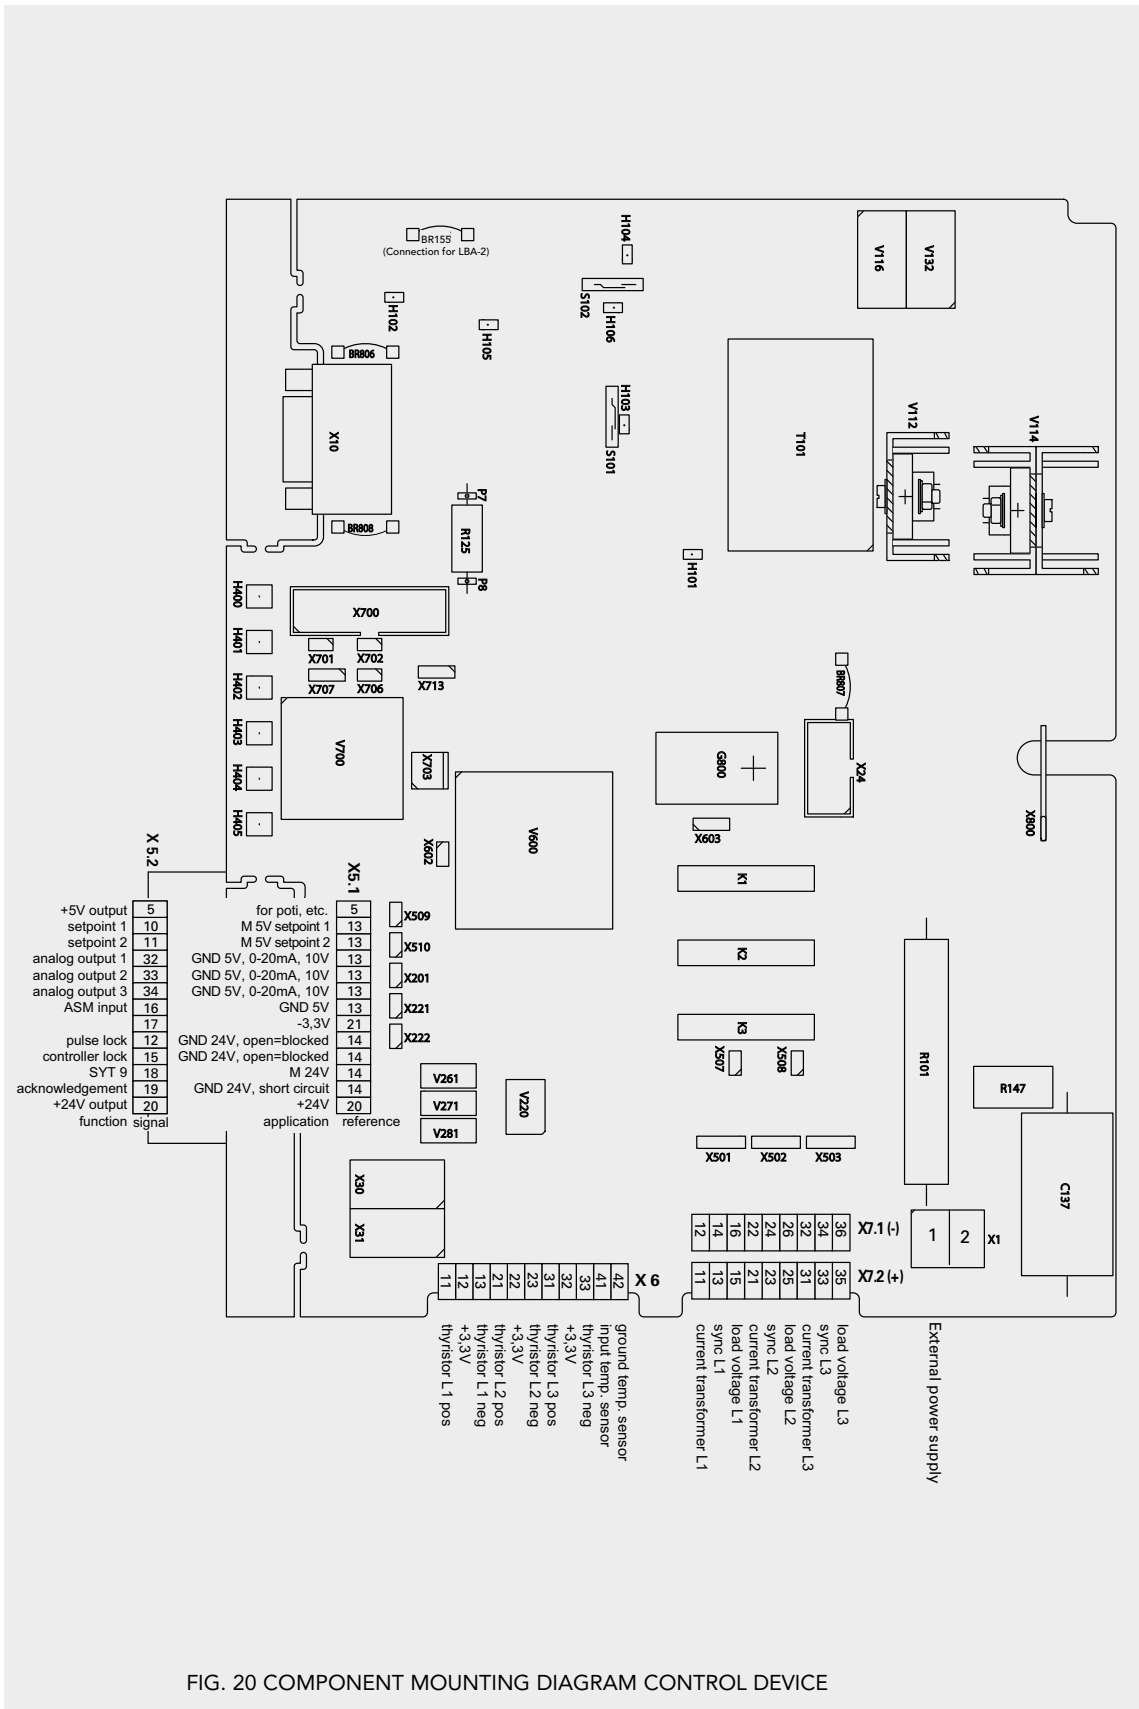 H104
BR155
(Connection for LBA-2)
V116
V132
S102
H102
H106
H105
BR806
H103
V112
V114
X10
T101
S101
P7
BR808
R125
H101
P8
H400
X700
H401
X701
X702
H402
X707
X706
X713
BR807
H403
V700
X703
G800
X24
H404
X800
H405
X603
X602
V600
X 5.2
X5.1
K1
+5V output 5 for poti, etc. 5 X509
setpoint 1 10 M 5V setpoint 1 13
setpoint 2 11 M 5V setpoint 2 13 X510
analog output 1 32 GND 5V, 0-20mA, 10V 13
analog output 2 33 GND 5V, 0-20mA, 10V 13 X201
analog output 3 34 GND 5V, 0-20mA, 10V 13
ASM input 16 GND 5V 13 X221
17 -3,3V 21
pulse lock 12 GND 24V, open=blocked 14 X222
controller lock 15 GND 24V, open=blocked 14
SYT 9 18 M 24V 14
acknowledgement 19 GND 24V, short circuit 14
+24V output 20 +24V 20
function signal application reference
K2
K3
X507
X508
R101
R147
V261
V271
V281
V220
X501
X502
X503
C137
X30
X31
12 14 16 22 24 26 32 34 36 X7.1 (-)
1 2 X1
11 13 15 21 23 25 31 33 35 X7.2 (+)
11 12 13 21 22 23 31 32 33 41 42 X 6
thyristor L1 pos
+3,3V
thyristor L1 neg
thyristor L2 pos
+3,3V
thyristor L2 neg
thyristor L3 pos
+3,3V
thyristor L3 neg
input temp. sensor
ground temp. sensor
current transformer L1
sync L1
load voltage L1
current transformer L2
sync L2
load voltage L2
current transformer L3
sync L3
load voltage L3
External power supply
FIG. 20 COMPONENT MOUNTING DIAGRAM CONTROL DEVICE